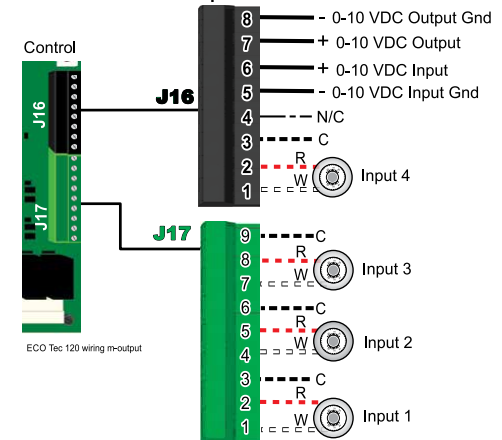 8 - 0-10 VDC Output Gnd
7 + 0-10 VDC Output
6 + 0-10 VDC Input
5 - 0-10 VDC Input Gnd
4 N/C
3 C
2 R
1 W Input 4
Control
J16
J17
J16
J17
9 C
8 R
7 W Input 3
6 C
5 R
4 W Input 2
3 C
2 R
1 W Input 1
ECO Tec 120 wiring m-output